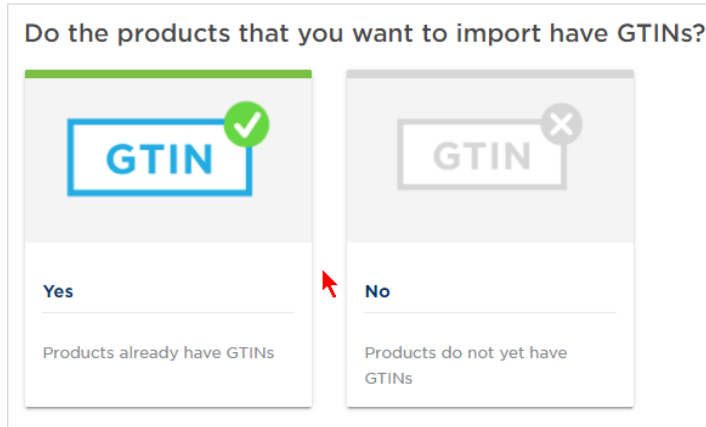 Do the products that you want to import have GTINs?
GTIN
GTIN
Yes
No
Products already have GTINs
Products do not yet have
GTINs